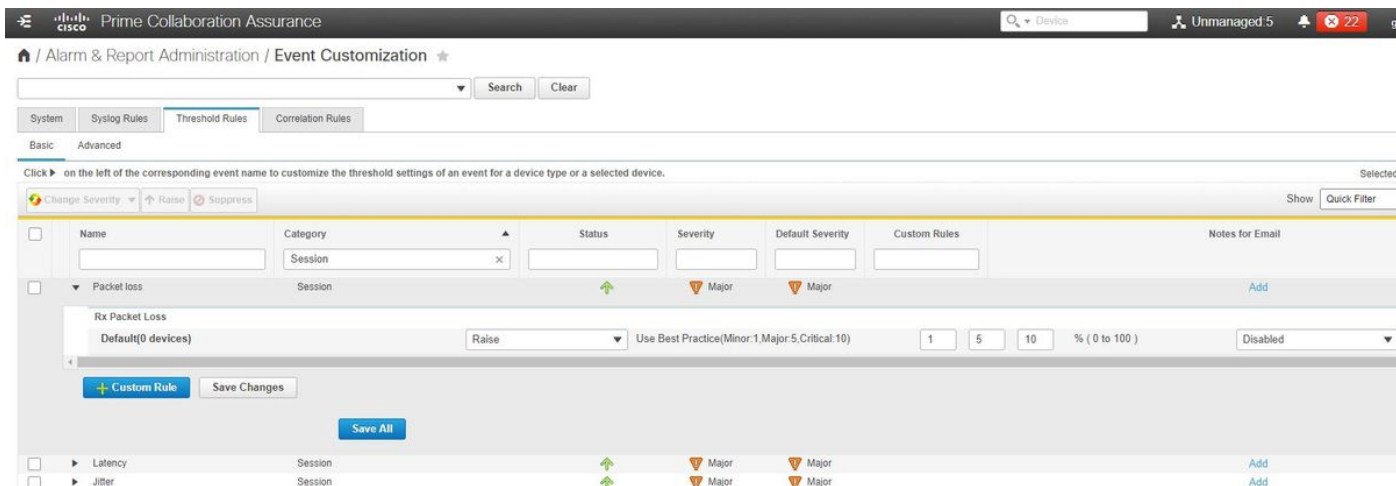 cisco Prime Collaboration Assurance Device Unmanaged:5 22
/ Alarm & Report Administration / Event Customization
Search Clear
System Syslog Rules Threshold Rules Correlation Rules
Basic Advanced
Click on the left of the corresponding event name to customize the threshold settings of an event for a device type or a selected device. Selected
Change Severity Raise Suppress Show Quick Filter
Name Category Status Severity Default Severity Custom Rules Notes for Email
Session
Packet loss Session Major Major Add
Rx Packet Loss
Default(0 devices) Raise Use Best Practice(Minor:1,Major:5,Critical:10) 1 5 10 % ( 0 to 100 ) Disabled
Custom Rule Save Changes
Save All
Latency Session Major Major Add
Jitter Session Major Major Add